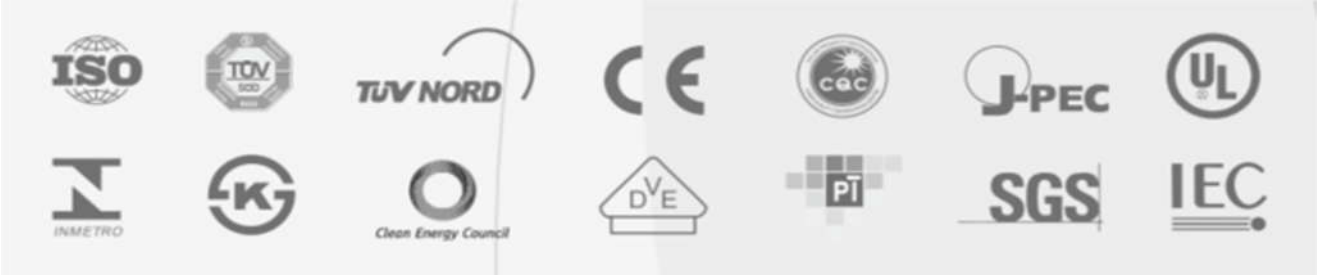 ISO
TÜV
SÜD
TÜV NORD
CE
CQC
J-PEC
UL
INMETRO
K
Clean Energy Council
DVE
PI
SGS
IEC